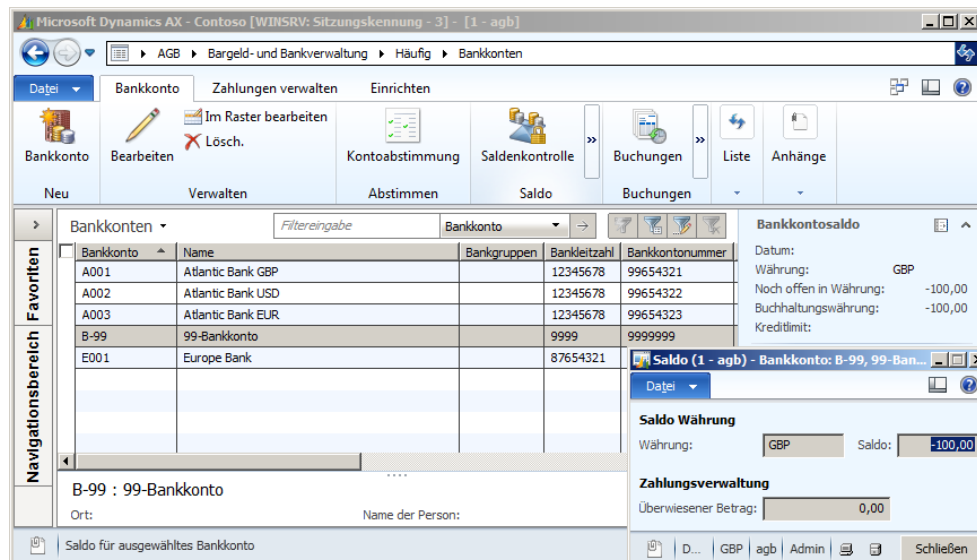 Microsoft Dynamics AX - Contoso [WINSRV: Sitzungskennung - 3] - [1 - agb]
AGB Bargeld- und Bankverwaltung Häufig Bankkonten
Datei Bankkonto Zahlungen verwalten Einrichten
Bankkonto
Bearbeiten
Im Raster bearbeiten
Lösch.
Kontoabstimmung
Saldenkontrolle
Buchungen
Liste
Anhänge
Neu Verwalten Abstimmen Saldo Buchungen
Favoriten
Navigationsbereich
Bankkonten Filtereingabe Bankkonto
Bankkonto Name Bankgruppen Bankleitzahl Bankkontonummer
A001 Atlantic Bank GBP 12345678 99654321
A002 Atlantic Bank USD 12345678 99654322
A003 Atlantic Bank EUR 12345678 99654323
B-99 99-Bankkonto 9999 9999999
E001 Europe Bank 87654321
B-99 : 99-Bankkonto
Ort: Name der Person:
Saldo für ausgewähltes Bankkonto
Bankkontosaldo
Datum:
Währung: GBP
Noch offen in Währung: -100,00
Buchhaltungswährung: -100,00
Kreditlimit:
Saldo (1 - agb) - Bankkonto: B-99, 99-Ban...
Datei
Saldo Währung
Währung: GBP Saldo: -100,00
Zahlungsverwaltung
Überwiesener Betrag: 0,00
D... GBP agb Admin Schließen